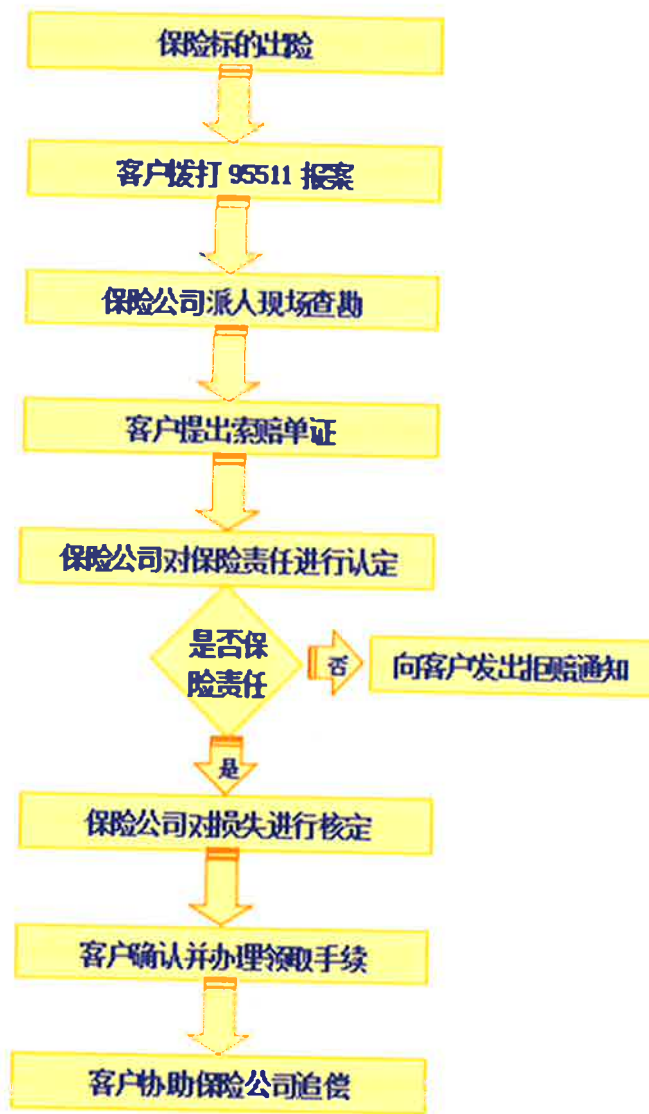 保险标的出险
客户拨打 95511 报案
保险公司派人现场查勘
客户提出索赔单证
保险公司对保险责任进行认定
是否保
险责任
否
向客户发出拒赔通知
是
保险公司对损失进行核定
客户确认并办理领取手续
客户协助保险公司追偿